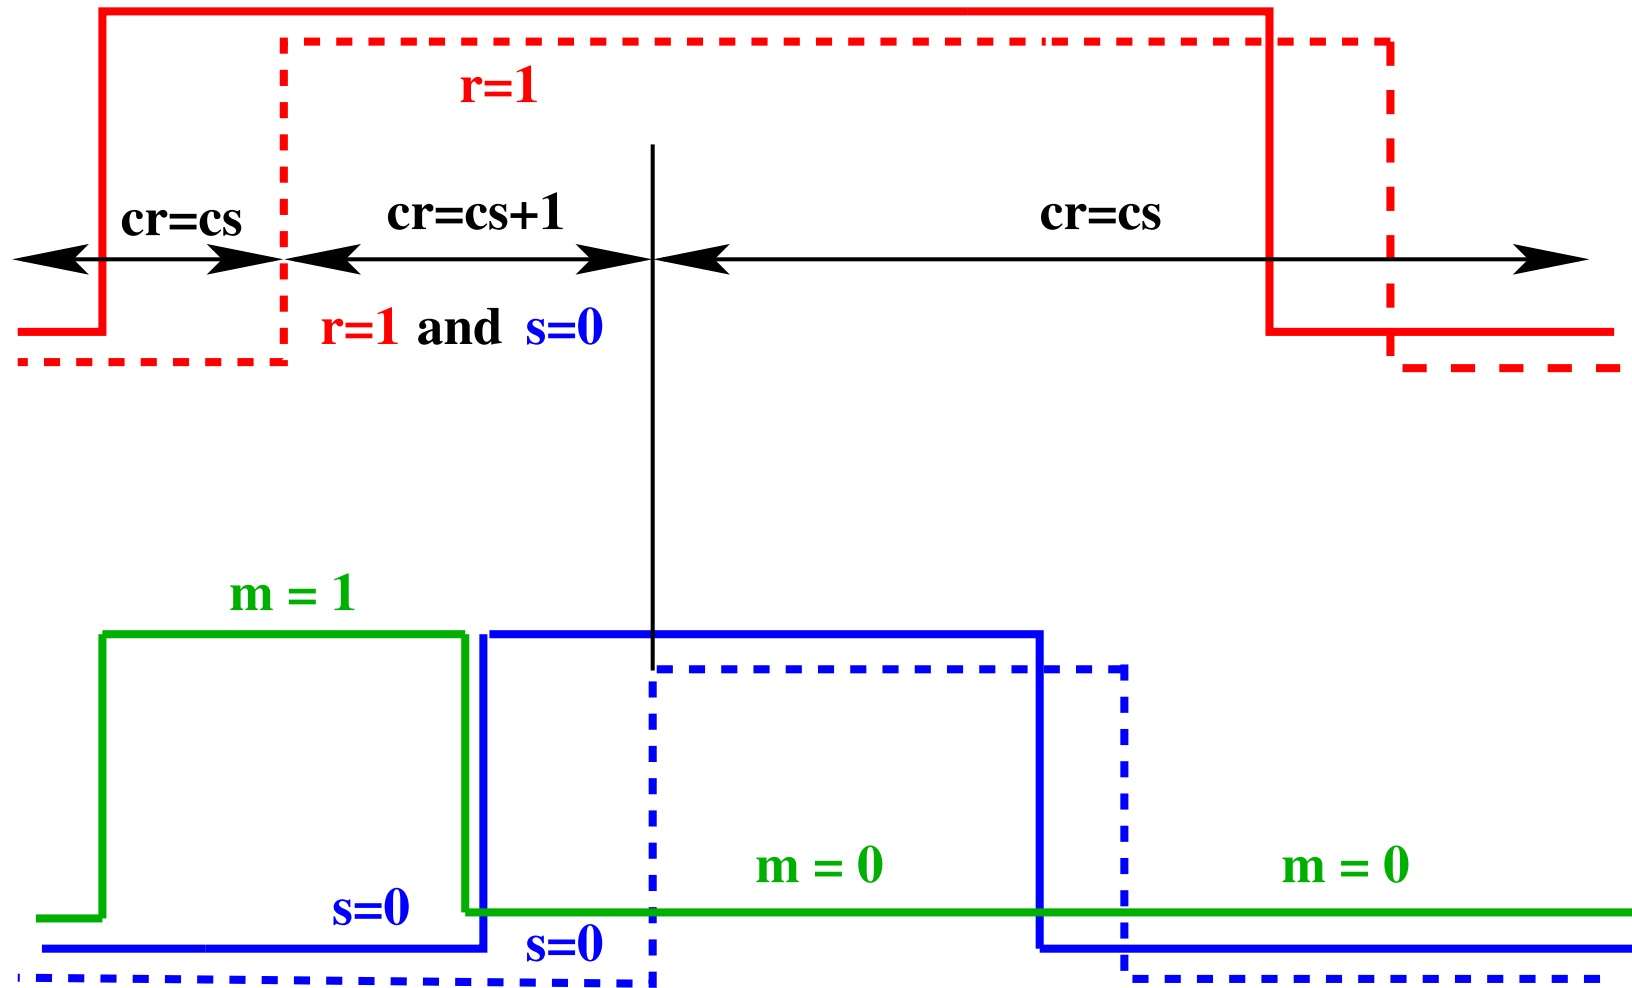 r=1
cr=cs cr=cs+1 cr=cs
r=1 and s=0
m = 1
m = 0 m = 0
s=0
s=0